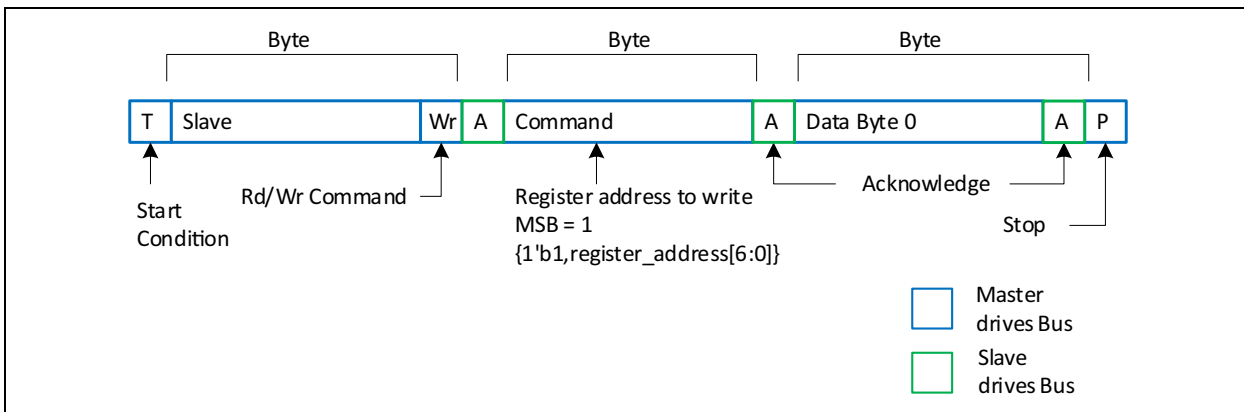 Byte Byte Byte
T Slave Wr A Command A Data Byte 0 A P
Rd/Wr Command
Start
Condition
Register address to write
MSB = 1
{1'b1,register_address[6:0]}
Acknowledge
Stop
Master
drives Bus
Slave
drives Bus